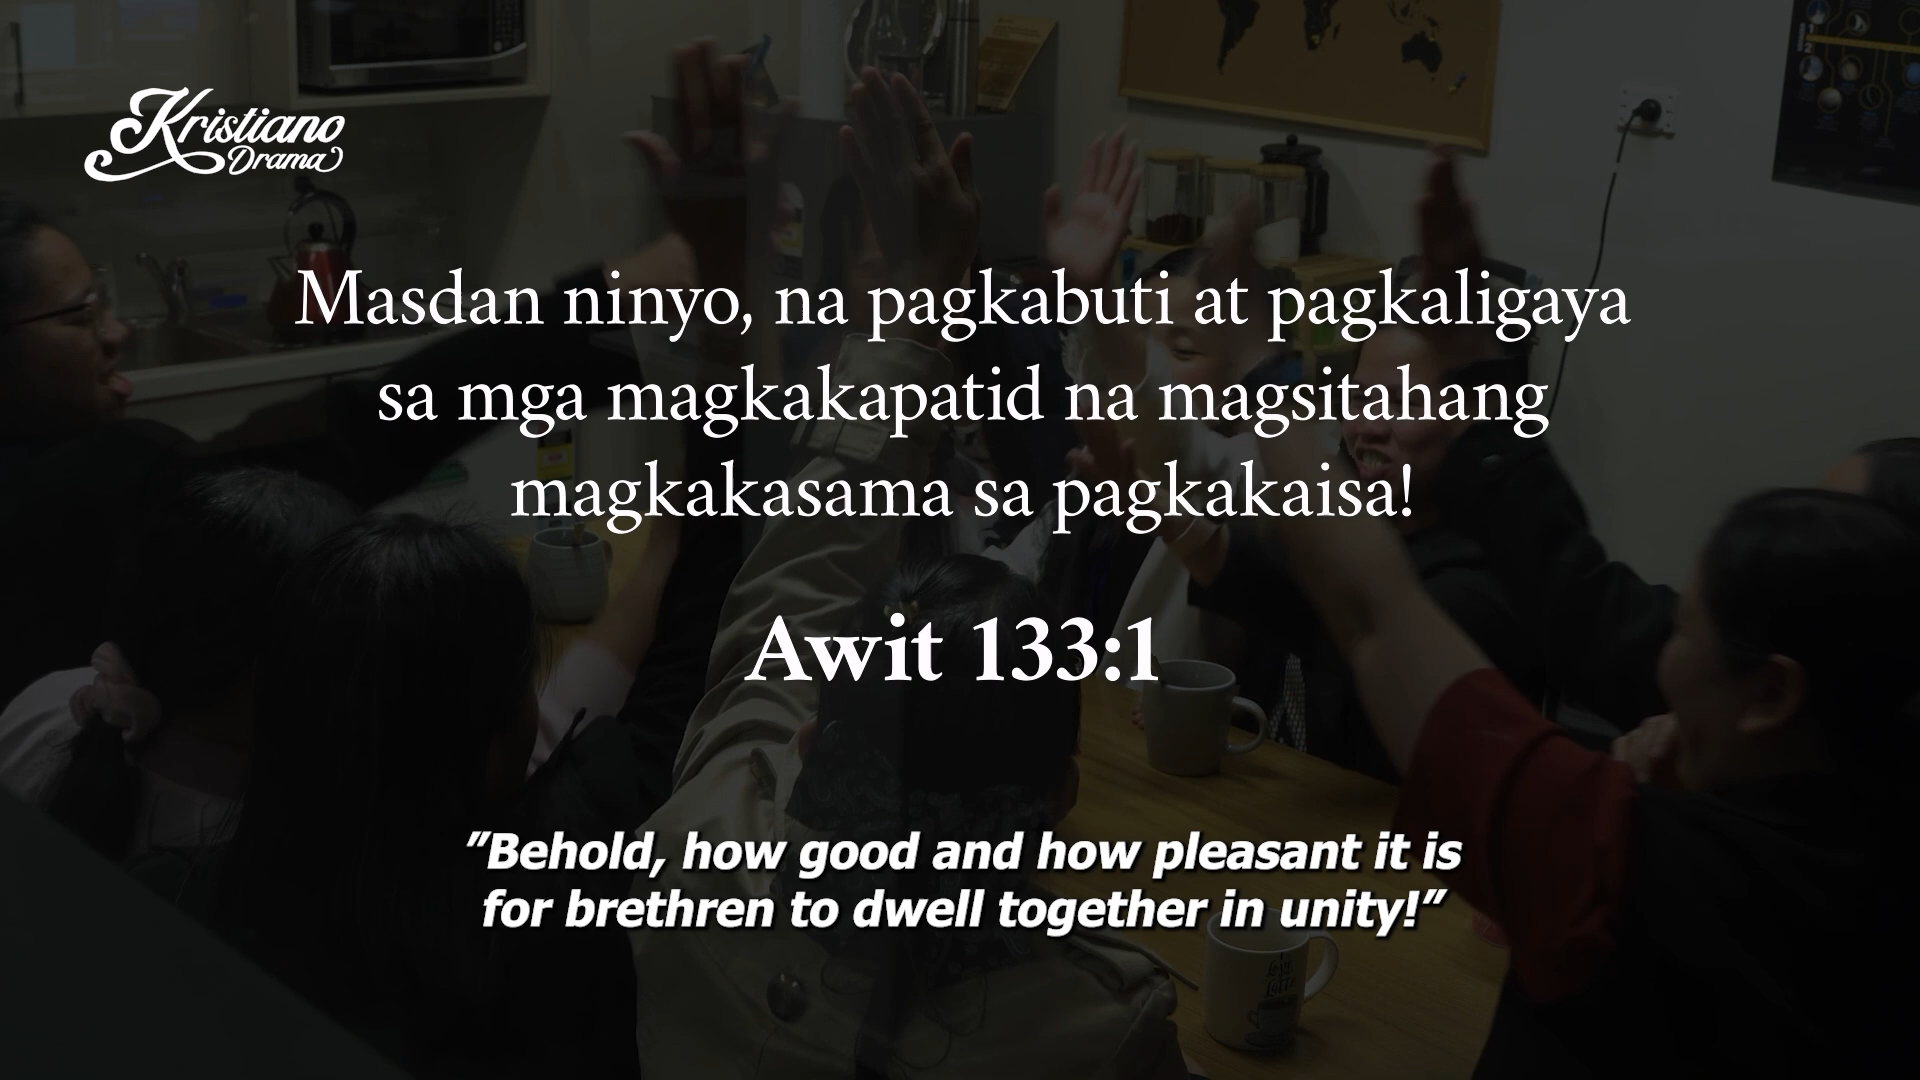 Kristiano
Drama
Masdan ninyo, na pagkabuti at pagkaligaya
sa mga magkakapatid na magsitahang
magkakasama sa pagkakaisa!
Awit 133:1
"Behold, how good and how pleasant it is
for brethren to dwell together in unity!"